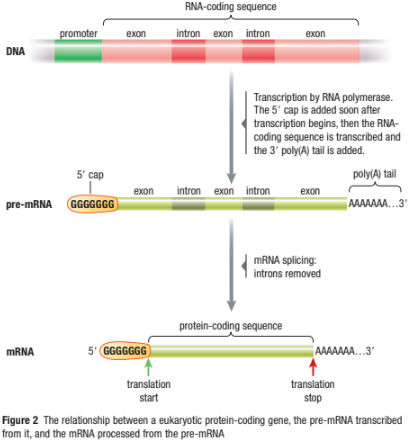 RNA-coding sequence
promoter exon intron exon intron exon
DNA
Transcription by RNA polymerase.
The 5′ cap is added soon after
transcription begins, then the RNA-
coding sequence is transcribed and
the 3′ poly(A) tail is added.
5′ cap
poly(A) tail
exon intron exon intron exon
pre-mRNA GGGGGGG AAAAAAA…3′
mRNA splicing:
introns removed
protein-coding sequence
mRNA 5′ GGGGGGG AAAAAAA…3′
translation
start
translation
stop
Figure 2 The relationship between a eukaryotic protein-coding gene, the pre-mRNA transcribed
from it, and the mRNA processed from the pre-mRNA